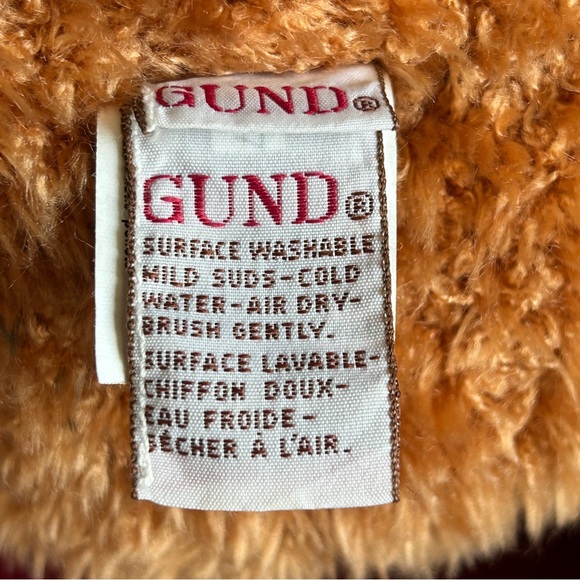 GUND®
GUND®
SURFACE WASHABLE
MILD SUDS-COLD
WATER-AIR DRY-
BRUSH GENTLY.
SURFACE LAVABLE-
CHIFFON DOUX-
EAU FROIDE-
SÉCHER À L'AIR.